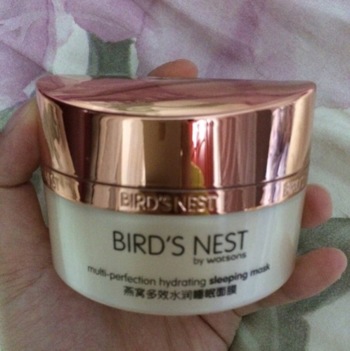 BIRD'S NEST
BIRD'S NEST
by watsons
multi-perfection hydrating sleeping mask
燕窝多效水润睡眠面膜